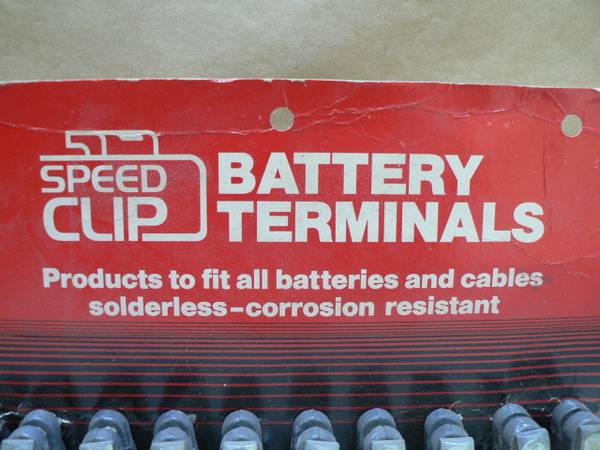 SPEED
CLIP
BATTERY
TERMINALS
Products to fit all batteries and cables
solderless-corrosion resistant